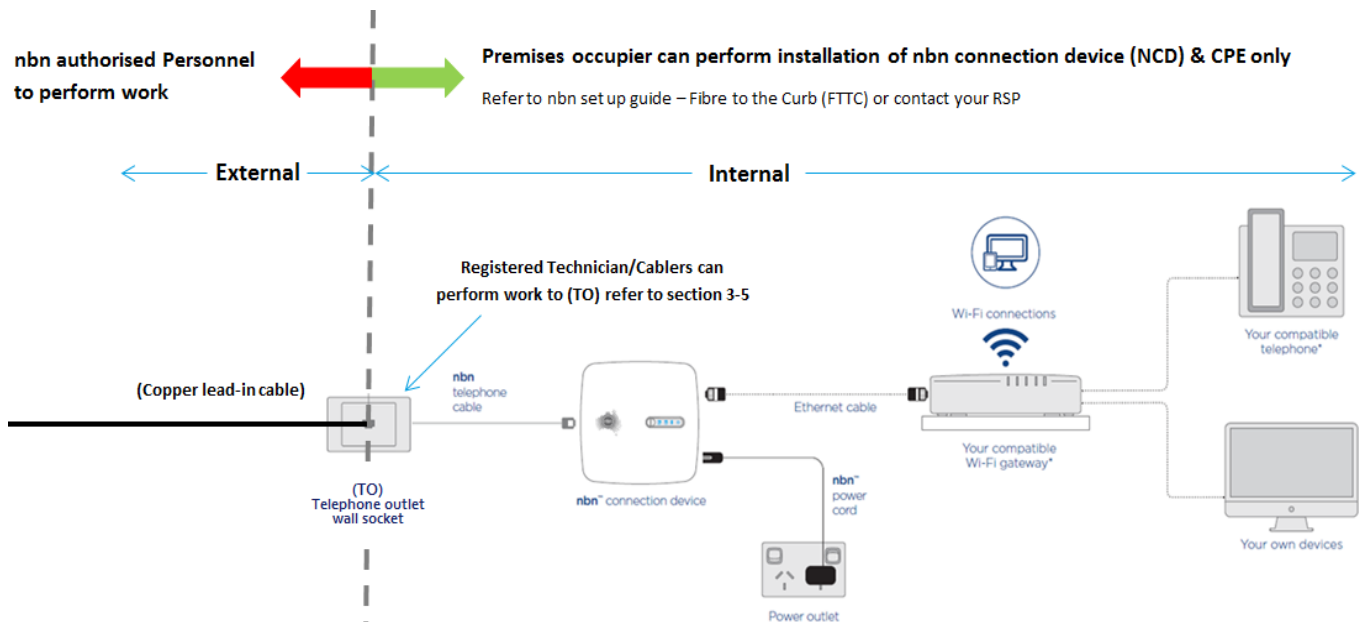 nbn authorised Personnel
to perform work
Premises occupier can perform installation of nbn connection device (NCD) & CPE only
Refer to nbn set up guide – Fibre to the Curb (FTTC) or contact your RSP
External
Internal
Registered Technician/Cablers can
perform work to (TO) refer to section 3-5
Wi-Fi connections
Your compatible
telephone*
(Copper lead-in cable)
nbn
telephone
cable
Ethernet cable
(TO)
Telephone outlet
wall socket
nbn™ connection device
nbn™
power
cord
Your compatible
Wi-Fi gateway*
Your own devices
Power outlet